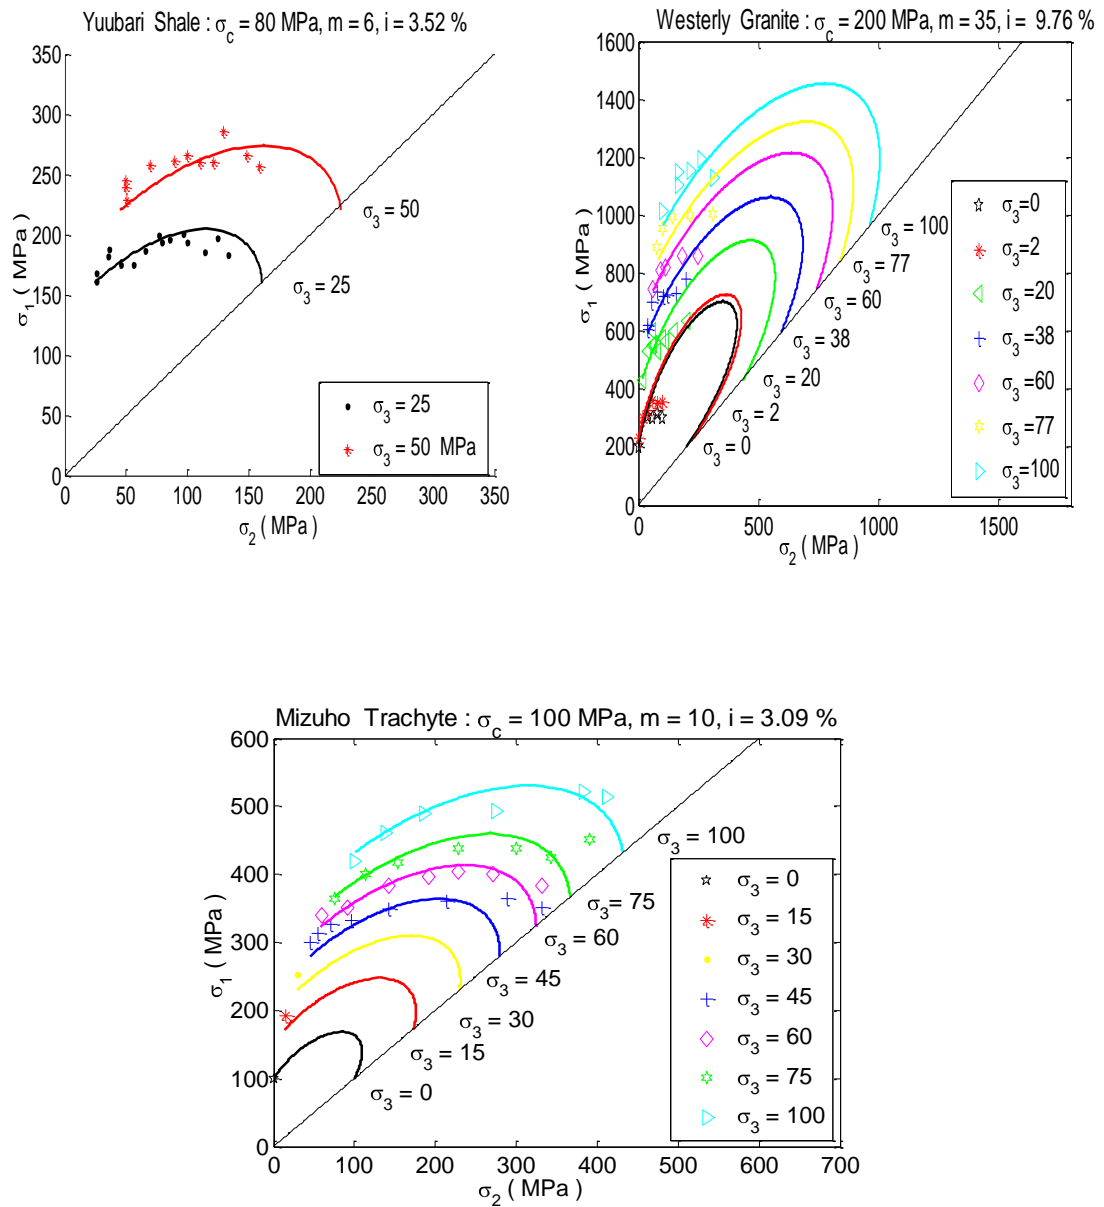 Yuubari Shale : σc = 80 MPa, m = 6, i = 3.52 %
350
300
250
200
150
100
50
0
σ1 ( MPa )
σ3 = 50
σ3 = 25
σ3 = 25
σ3 = 50 MPa
0 50 100 150 200 250 300 350
σ2 ( MPa )
Westerly Granite : σc = 200 MPa, m = 35, i = 9.76 %
1600
1400
1200
1000
800
600
400
200
0
σ1 ( MPa )
σ3 = 100
σ3 = 77
σ3 = 60
σ3 = 38
σ3 = 20
σ3 = 2
σ3 = 0
σ3=0
σ3=2
σ3=20
σ3=38
σ3=60
σ3=77
σ3=100
0 500 1000 1500
σ2 ( MPa )
Mizuho Trachyte : σc = 100 MPa, m = 10, i = 3.09 %
600
500
400
300
200
100
0
σ1 ( MPa )
σ3 = 100
σ3= 75
σ3 = 60
σ3 = 45
σ3 = 30
σ3 = 15
σ3 = 0
σ3 = 0
σ3 = 15
σ3 = 30
σ3 = 45
σ3 = 60
σ3 = 75
σ3 = 100
0 100 200 300 400 500 600 700
σ2 ( MPa )